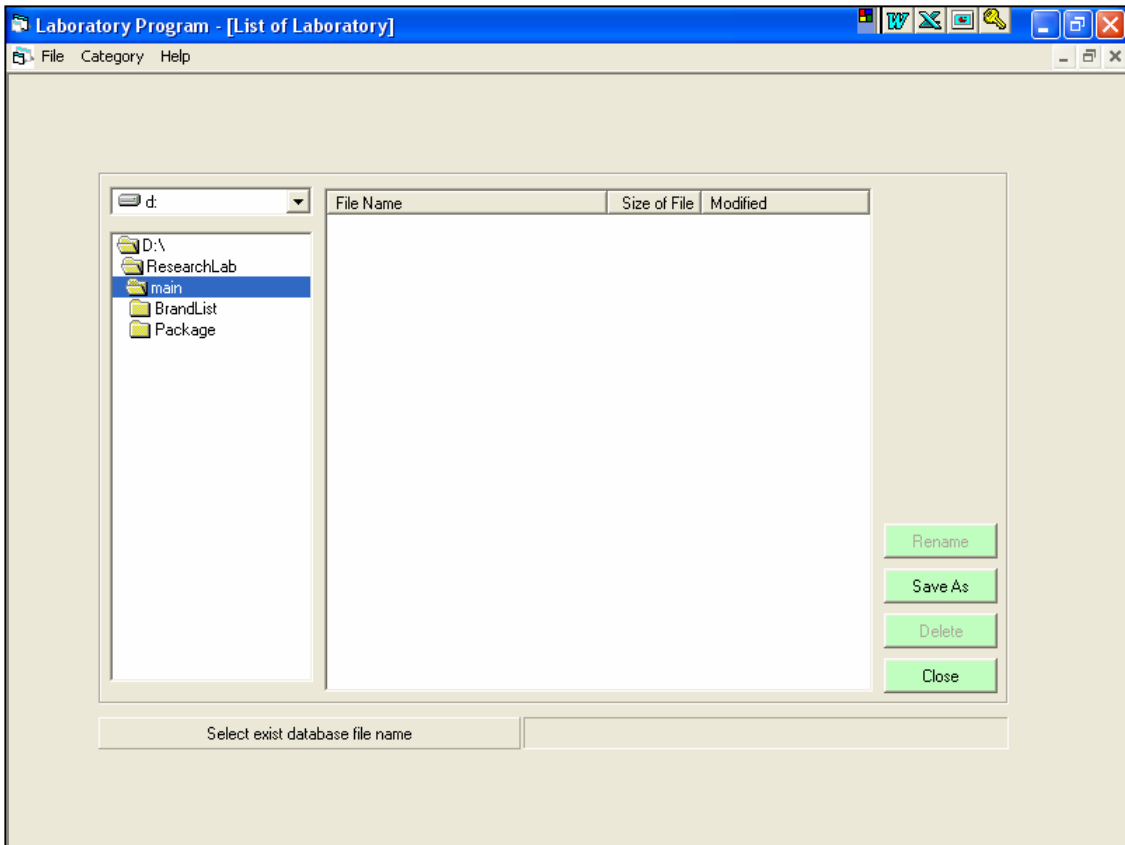 Laboratory Program - [List of Laboratory]
W X
File Category Help
d:
File Name Size of File Modified
D:\
ResearchLab
main
BrandList
Package
Rename
Save As
Delete
Close
Select exist database file name